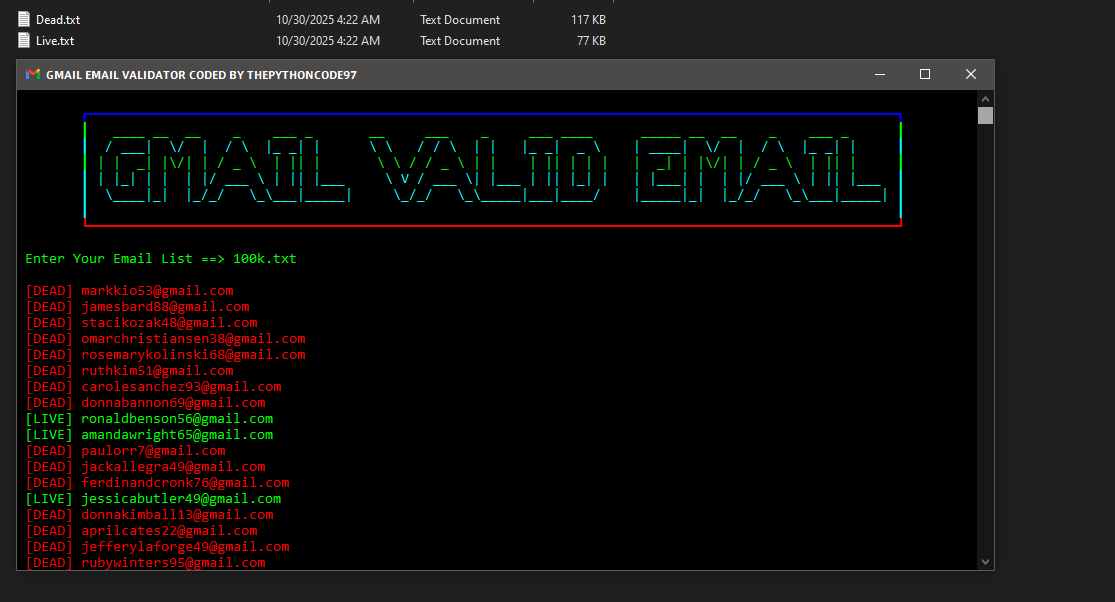 Dead.txt 10/30/2025 4:22 AM Text Document 117 KB
Live.txt 10/30/2025 4:22 AM Text Document 77 KB
GMAIL EMAIL VALIDATOR CODED BY THEPYTHONCODE97
GMAIL VALID EMAIL
Enter Your Email List ==> 100k.txt
[DEAD] markkio53@gmail.com
[DEAD] jamesbard88@gmail.com
[DEAD] stacikozak48@gmail.com
[DEAD] omarchristiansen38@gmail.com
[DEAD] rosemarykolinski68@gmail.com
[DEAD] ruthkim51@gmail.com
[DEAD] carolesanchez93@gmail.com
[DEAD] donnabannon69@gmail.com
[LIVE] ronaldbenson56@gmail.com
[LIVE] amandawright65@gmail.com
[DEAD] paulorr7@gmail.com
[DEAD] jackallegra49@gmail.com
[DEAD] ferdinandcronk76@gmail.com
[LIVE] jessicabutler49@gmail.com
[DEAD] donnakimball13@gmail.com
[DEAD] aprilcates22@gmail.com
[DEAD] jefferylaforge49@gmail.com
[DEAD] rubywinters95@gmail.com